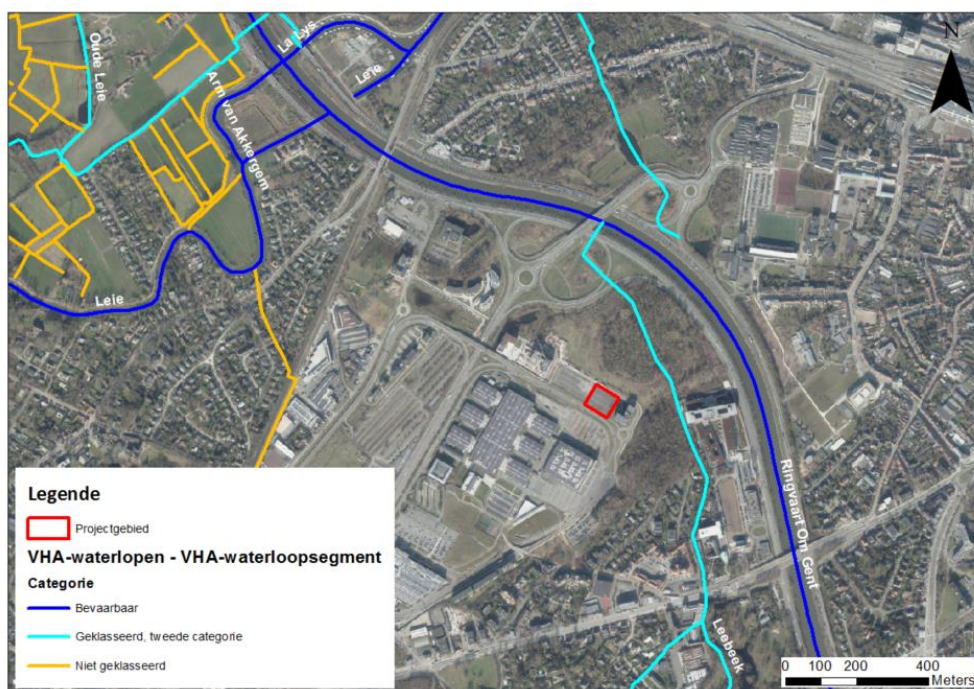 La Lys
N
Oude Leie
Leie
Arm van Akkergem
Leie
Ringvaart Om Gent
Leebeek
Legende
Projectgebied
VHA-waterlopen - VHA-waterloopsegment
Categorie
Bevaarbaar
Geklasseerd, tweede categorie
Niet geklasseerd
0 100 200 400
Meters